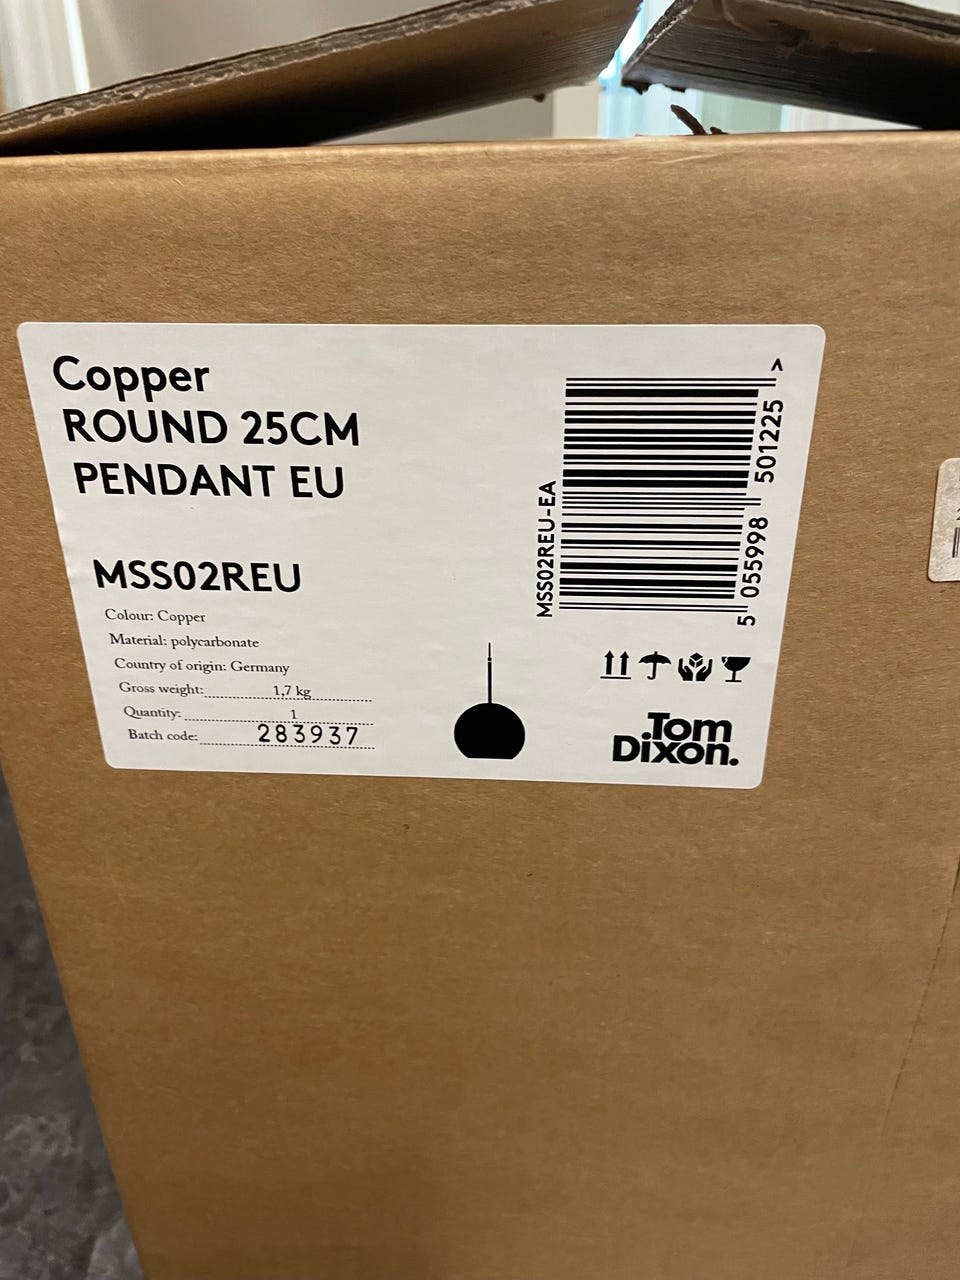 Copper
ROUND 25CM
PENDANT EU
MSS02REU
Colour: Copper
Material: polycarbonate
Country of origin: Germany
Gross weight: 1,7 kg
Quantity: 1
Batch code: 283937
MSS02REU-EA
5 055998 501225 >
Tom
Dixon.